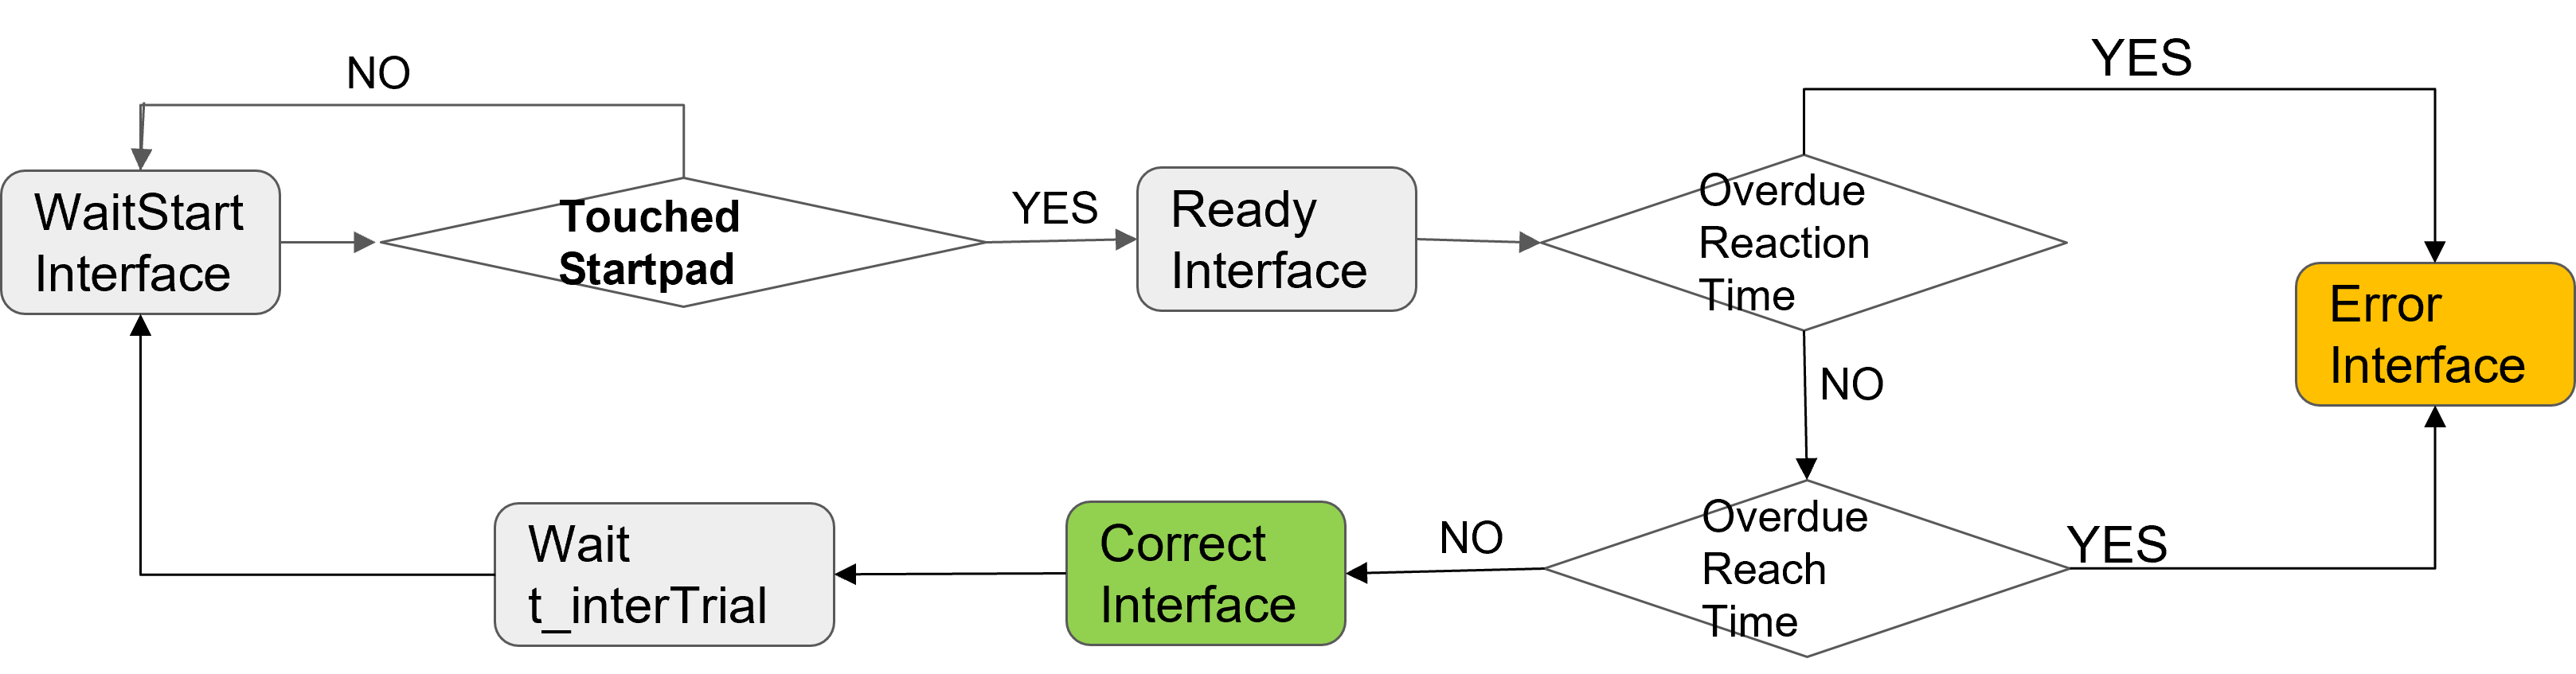 NO
WaitStart
Interface
Touched
Startpad
YES
Ready
Interface
Overdue
Reaction
Time
YES
Error
Interface
NO
Overdue
Reach
Time
YES
NO
Correct
Interface
Wait
t_interTrial